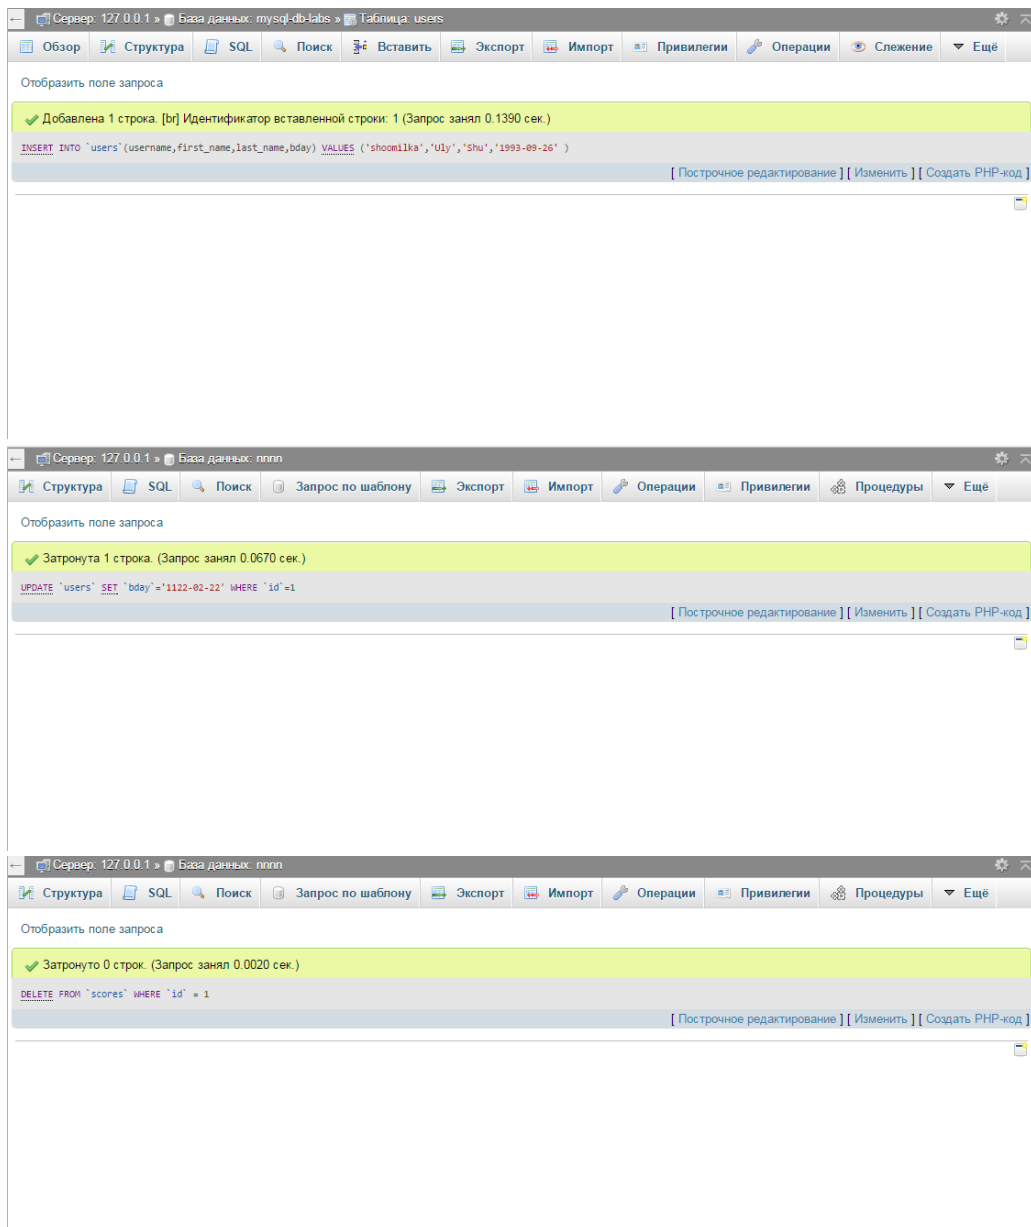 ← Сервер: 127.0.0.1 » База данных: mysql-db-labs » Таблица: users
Обзор Структура SQL Поиск Вставить Экспорт Импорт Привилегии Операции Слежение Ещё
Отобразить поле запроса
Добавлена 1 строка. [br] Идентификатор вставленной строки: 1 (Запрос занял 0.1390 сек.)
INSERT INTO `users`(username,first_name,last_name,bday) VALUES ('shoomilka','Uly','Shu','1993-09-26' )
[ Построчное редактирование ] [ Изменить ] [ Создать PHP-код ]
← Сервер: 127.0.0.1 » База данных: nnnn
Структура SQL Поиск Запрос по шаблону Экспорт Импорт Операции Привилегии Процедуры Ещё
Отобразить поле запроса
Затронута 1 строка. (Запрос занял 0.0670 сек.)
UPDATE `users` SET `bday`='1122-02-22' WHERE `id`=1
[ Построчное редактирование ] [ Изменить ] [ Создать PHP-код ]
← Сервер: 127.0.0.1 » База данных: nnnn
Структура SQL Поиск Запрос по шаблону Экспорт Импорт Операции Привилегии Процедуры Ещё
Отобразить поле запроса
Затронуто 0 строк. (Запрос занял 0.0020 сек.)
DELETE FROM `scores` WHERE `id` = 1
[ Построчное редактирование ] [ Изменить ] [ Создать PHP-код ]